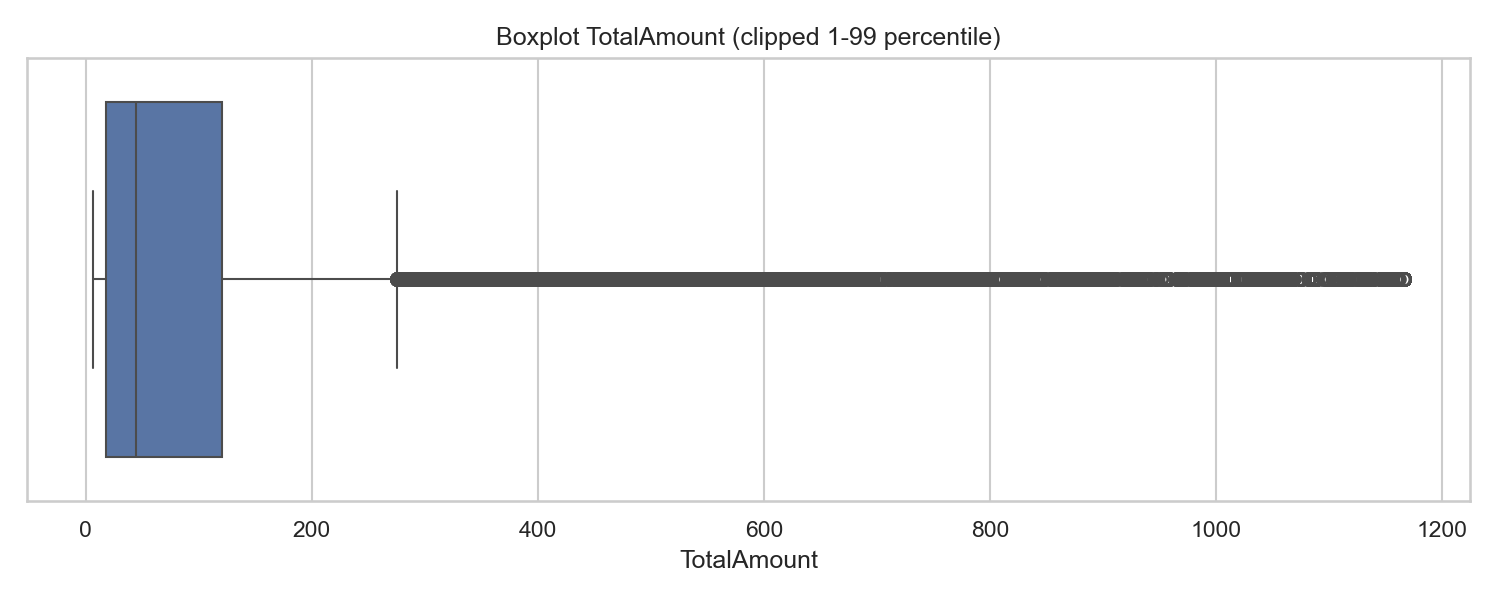 Boxplot TotalAmount (clipped 1-99 percentile)
0 200 400 600 800 1000 1200
TotalAmount